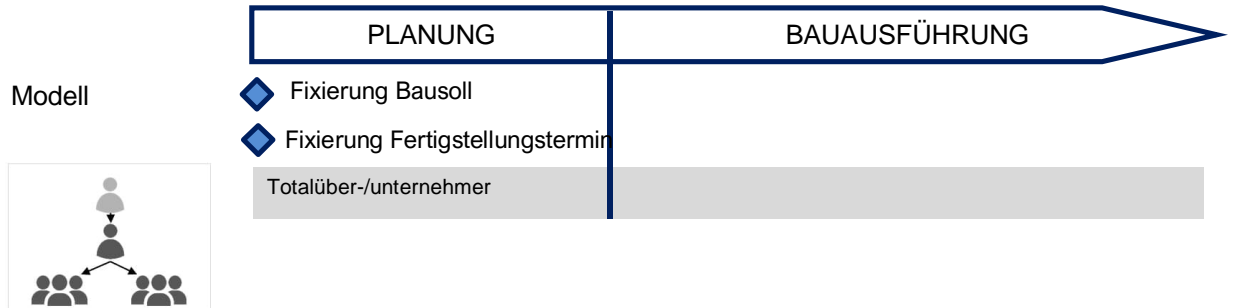 PLANUNG
BAUAUSFÜHRUNG
Modell
Fixierung Bausoll
Fixierung Fertigstellungstermin
Totalüber-/unternehmer